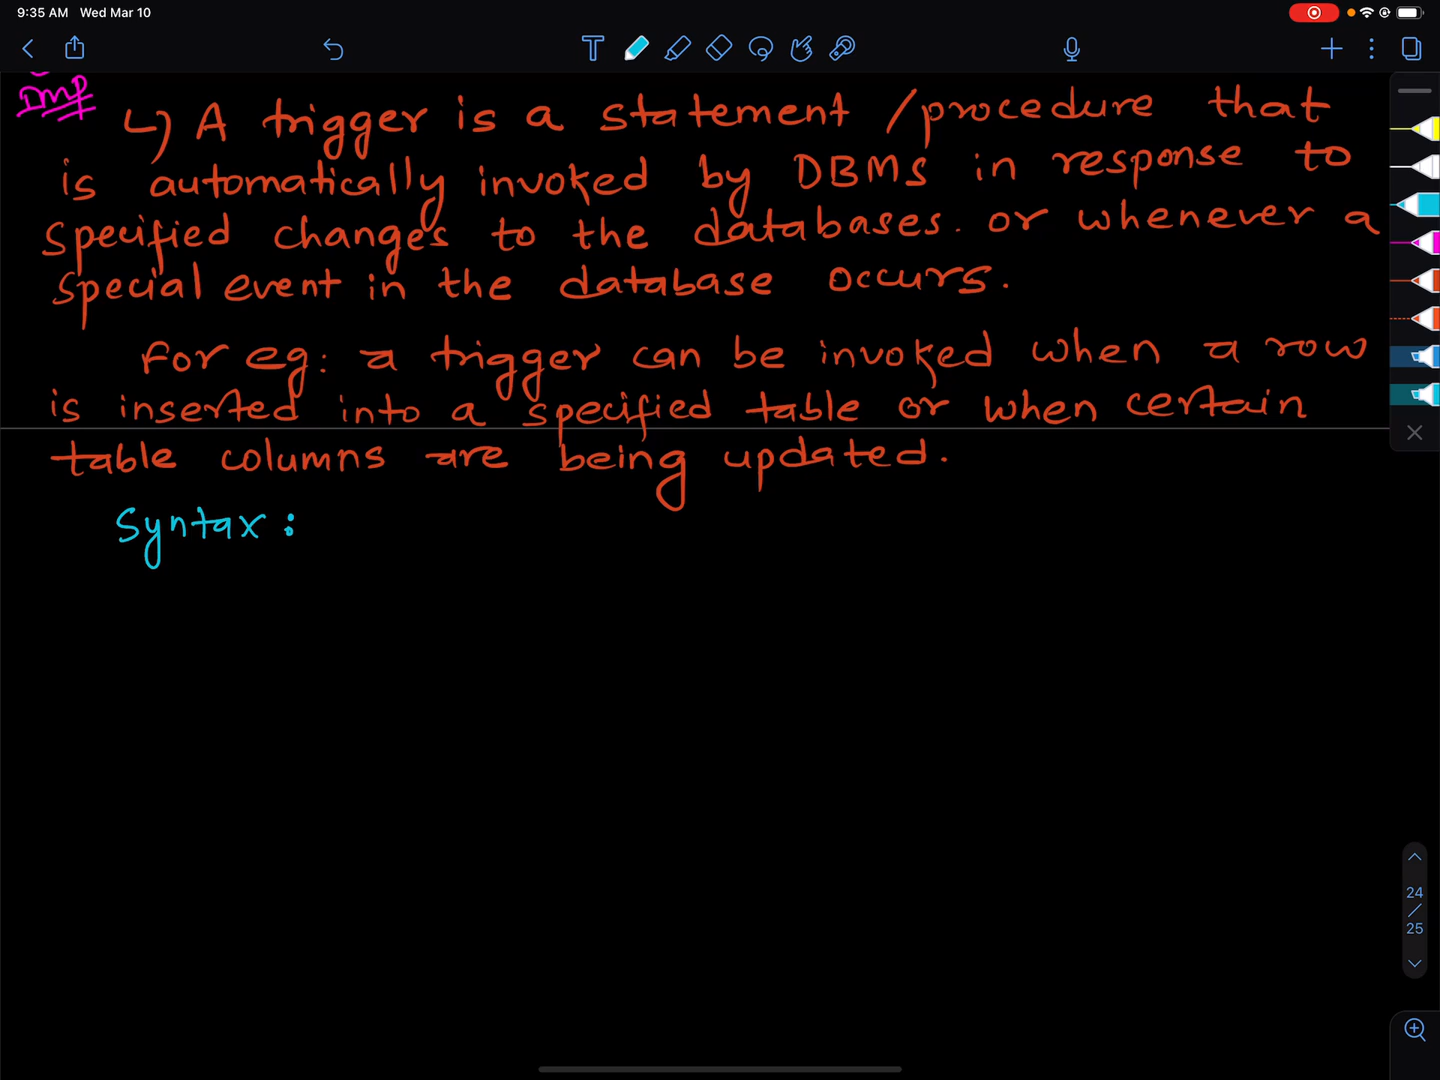 9:35 AM Wed Mar 10
Imp
↳ A trigger is a statement /procedure that
is automatically invoked by DBMS in response to
specified changes to the databases. or whenever a
special event in the database occurs.
For eg: a trigger can be invoked when a row
is inserted into a specified table or when certain
table columns are being updated.
Syntax:
24
/
25